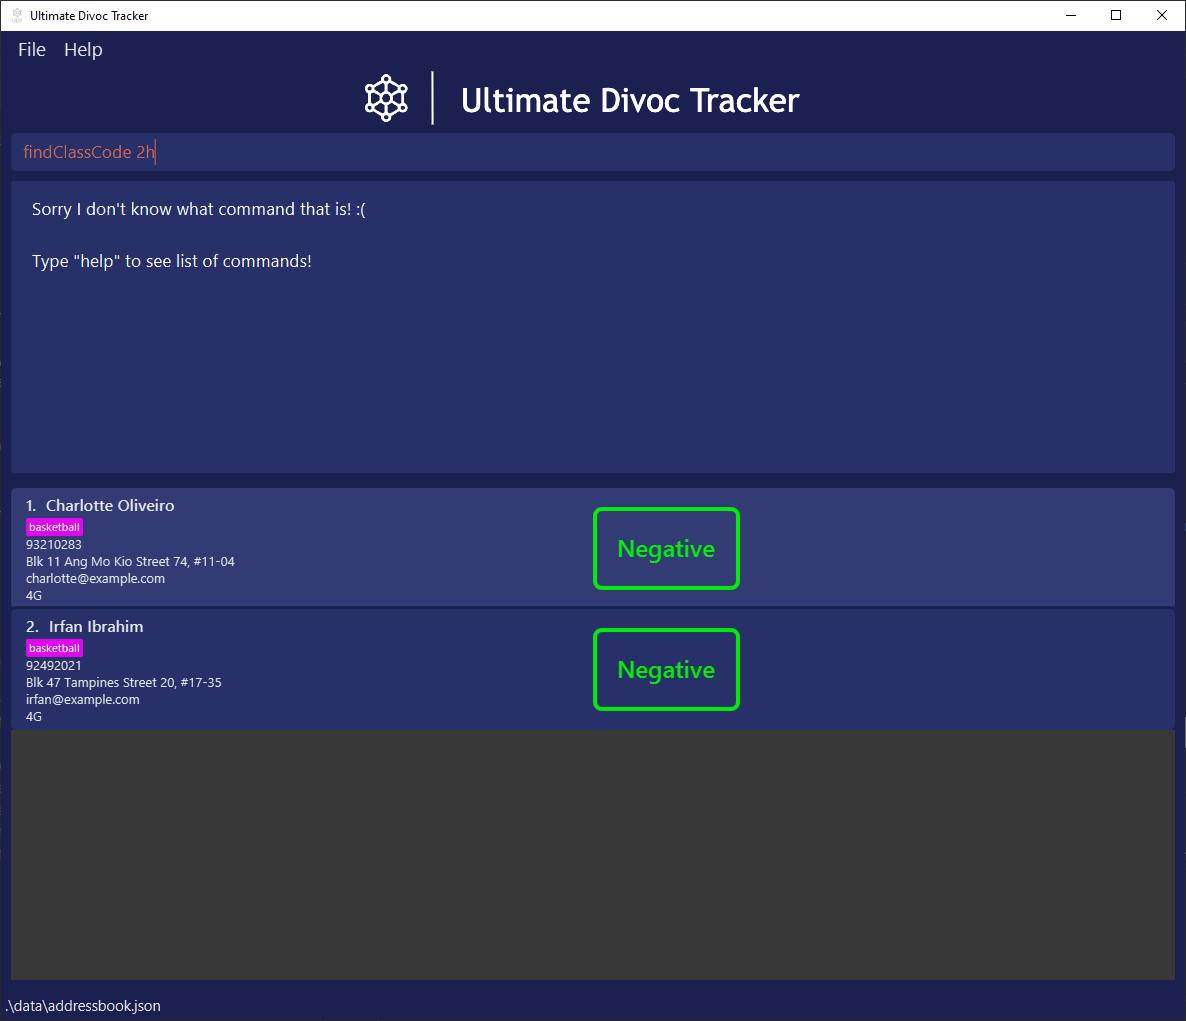 Ultimate Divoc Tracker
File Help
Ultimate Divoc Tracker
findClassCode 2h
Sorry I don't know what command that is! :(
Type "help" to see list of commands!
1. Charlotte Oliveiro
basketball
93210283
Blk 11 Ang Mo Kio Street 74, #11-04
charlotte@example.com
4G
Negative
2. Irfan Ibrahim
basketball
92492021
Blk 47 Tampines Street 20, #17-35
irfan@example.com
4G
Negative
.\data\addressbook.json